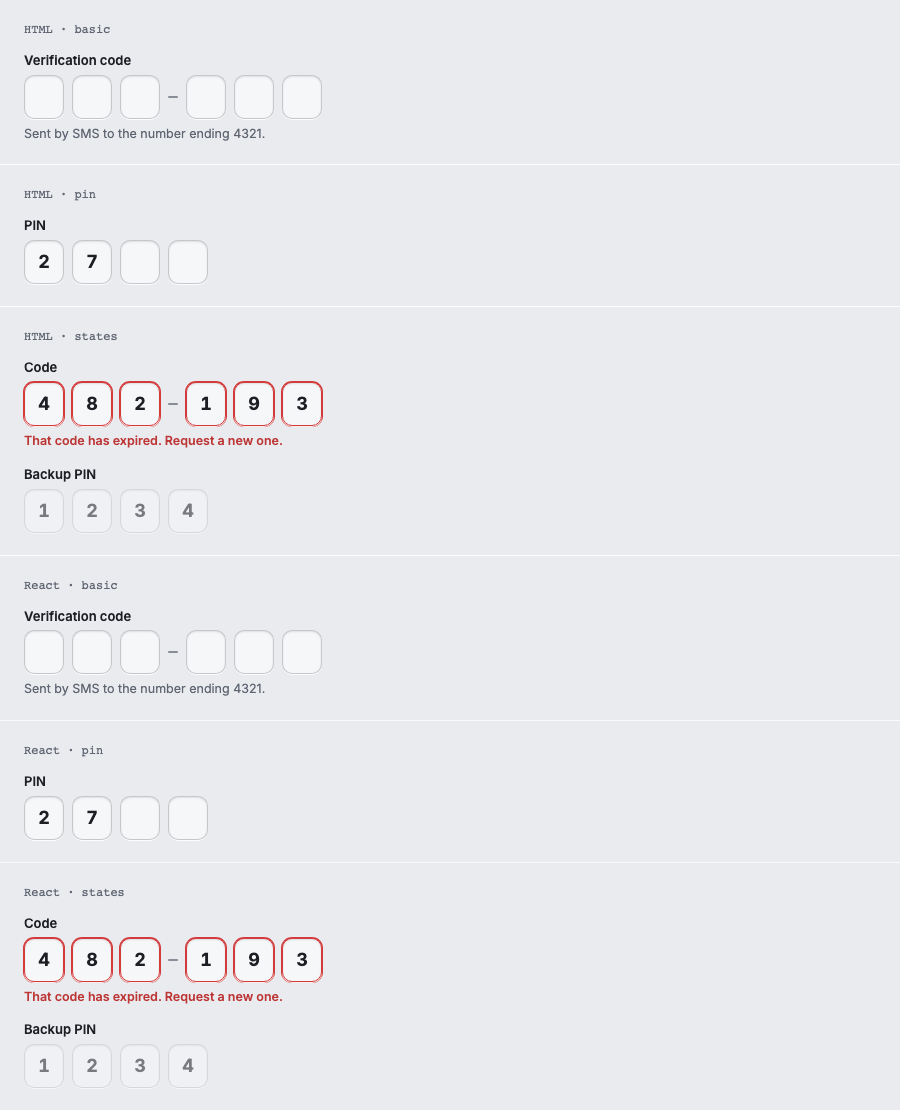 HTML · basic
Verification code
–
Sent by SMS to the number ending 4321.
HTML · pin
PIN
2 7
HTML · states
Code
4 8 2 – 1 9 3
That code has expired. Request a new one.
Backup PIN
1 2 3 4
React · basic
Verification code
–
Sent by SMS to the number ending 4321.
React · pin
PIN
2 7
React · states
Code
4 8 2 – 1 9 3
That code has expired. Request a new one.
Backup PIN
1 2 3 4